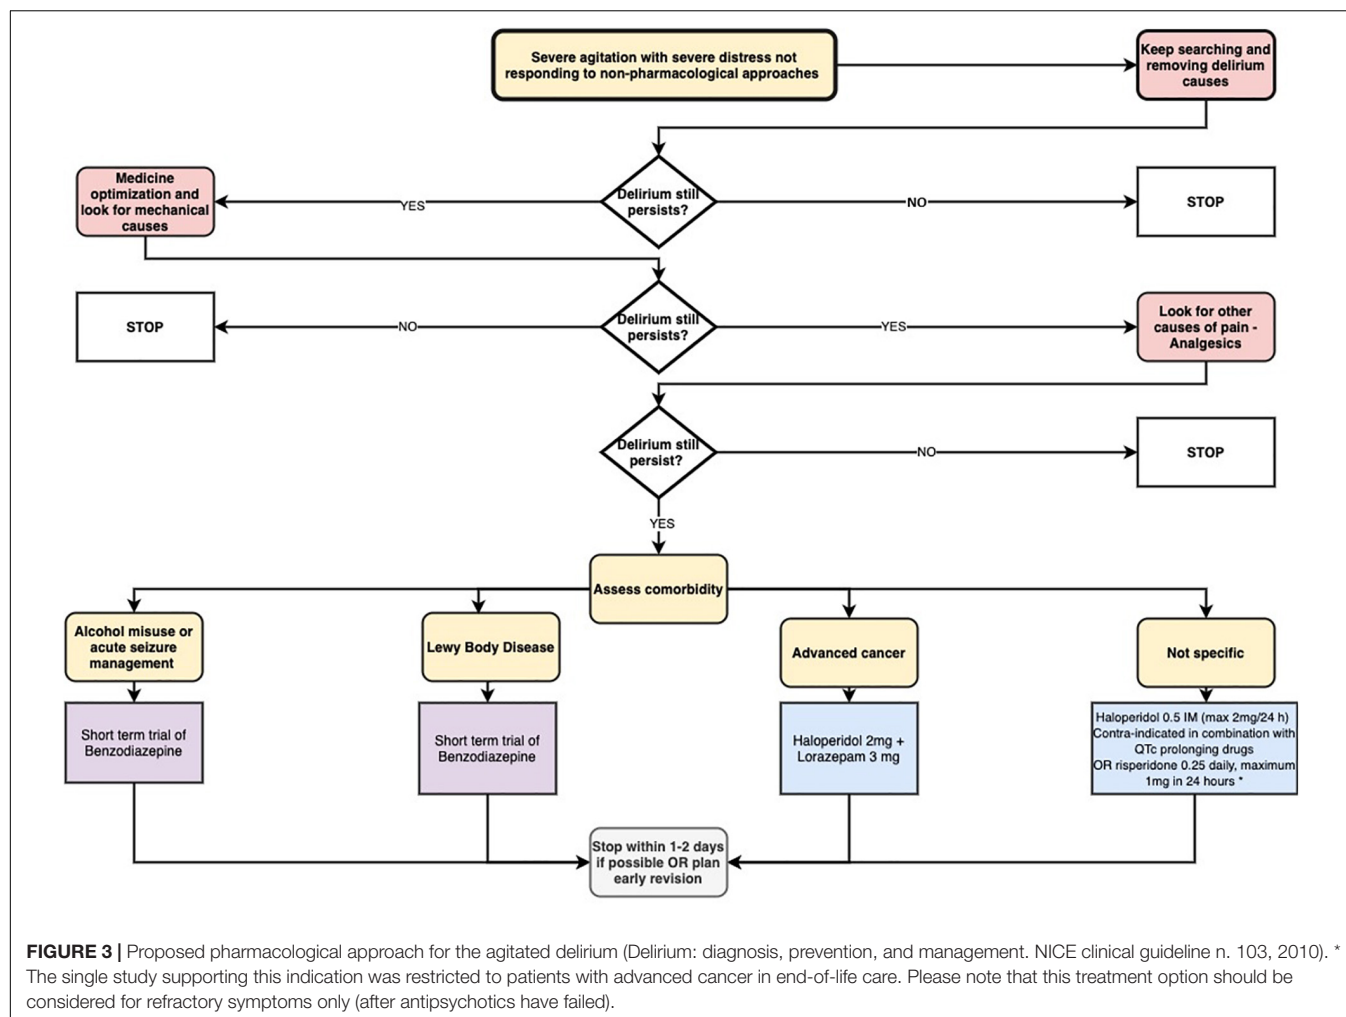 Severe agitation with severe distress not
responding to non-pharmacological approaches
Keep searching and
removing delirium
causes
Medicine
optimization and
look for mechanical
causes
YES
Delirium still
persists?
NO
STOP
STOP
NO
Delirium still
persists?
YES
Look for other
causes of pain -
Analgesics
Delirium still
persist?
NO
STOP
YES
Assess comorbidity
Alcohol misuse or
acute seizure
management
Lewy Body Disease
Advanced cancer
Not specific
Short term trial of
Benzodiazepine
Short term trial of
Benzodiazepine
Haloperidol 2mg +
Lorazepam 3 mg
Haloperidol 0.5 IM (max 2mg/24 h)
Contra-indicated in combination with
QTc prolonging drugs
OR risperidone 0.25 daily, maximum
1mg in 24 hours *
Stop within 1-2 days
if possible OR plan
early revision
FIGURE 3 | Proposed pharmacological approach for the agitated delirium (Delirium: diagnosis, prevention, and management. NICE clinical guideline n. 103, 2010). *
The single study supporting this indication was restricted to patients with advanced cancer in end-of-life care. Please note that this treatment option should be
considered for refractory symptoms only (after antipsychotics have failed).